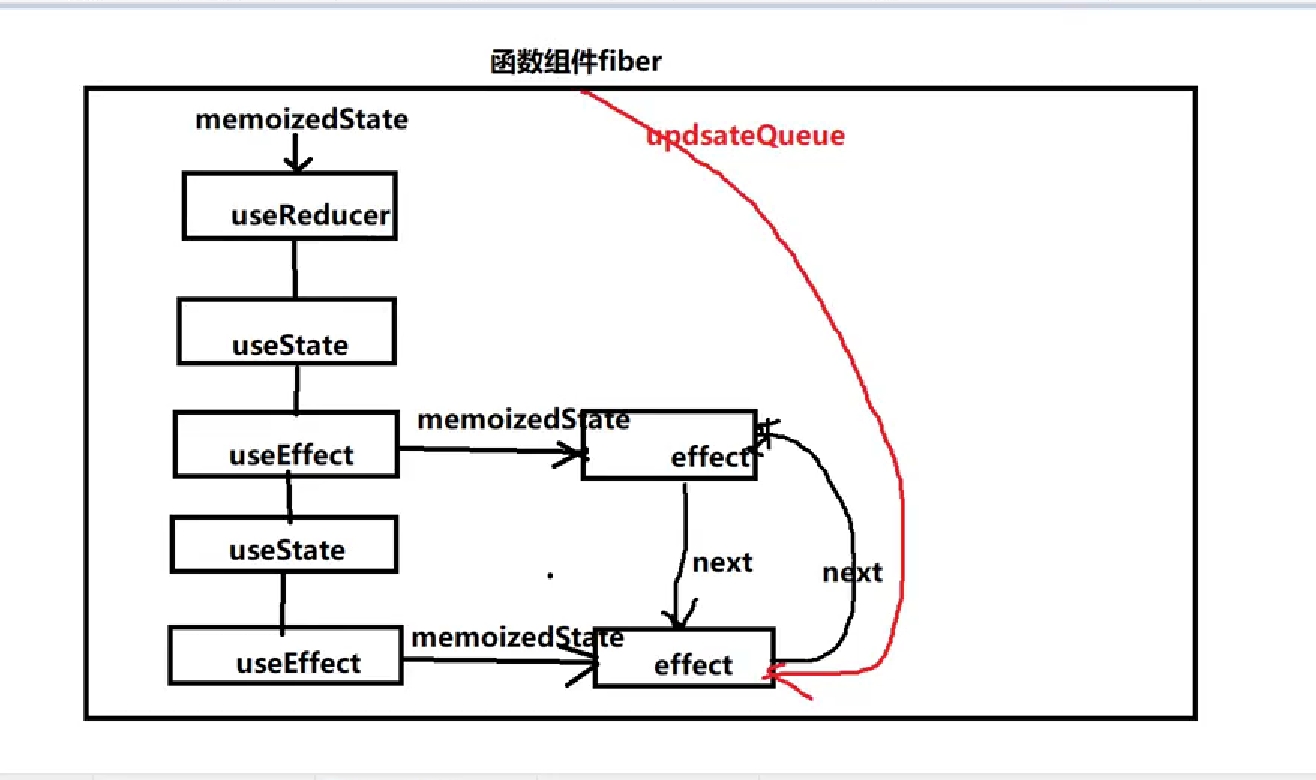 函数组件fiber
memoizedState
updsateQueue
useReducer
useState
memoizedState
useEffect
effect
useState
next
next
memoizedState
useEffect
effect